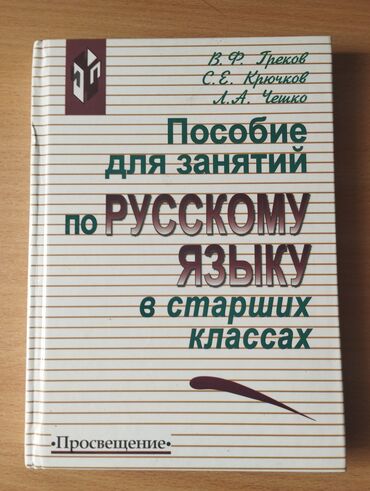 В. Ф. Греков
С. Е. Крючков
Л. А. Чешко
Пособие
для занятий
по РУССКОМУ
ЯЗЫКУ
в старших
классах
•Просвещение•